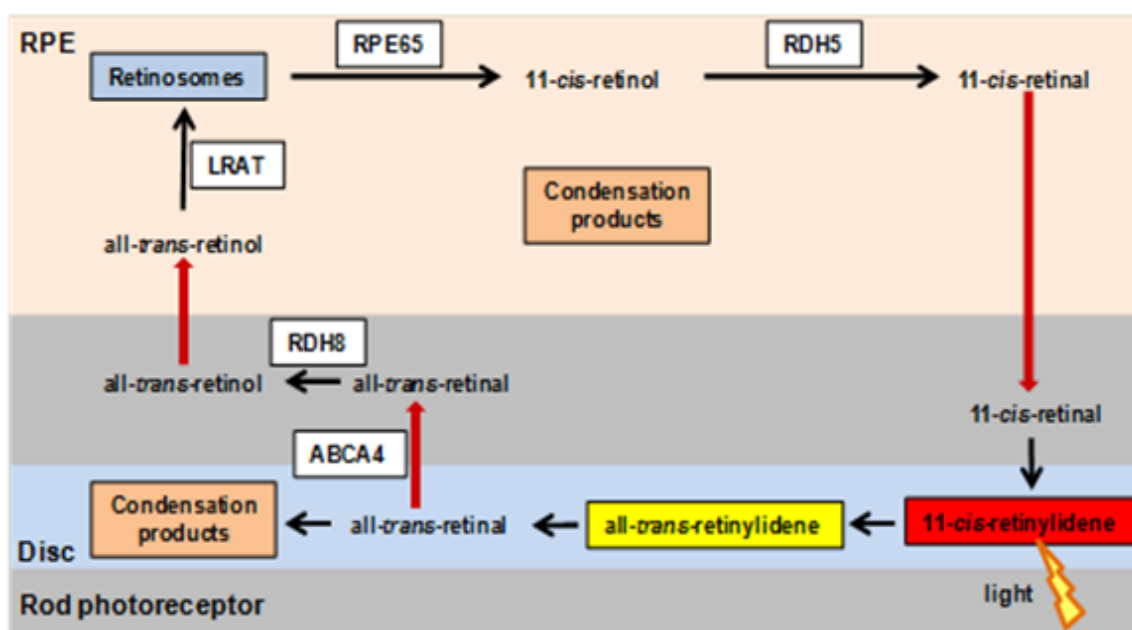 RPE
RPE65
RDH5
Retinosomes
11-cis-retinol
11-cis-retinal
LRAT
Condensation
products
all-trans-retinol
RDH8
all-trans-retinol
all-trans-retinal
11-cis-retinal
ABCA4
Condensation
products
all-trans-retinal
all-trans-retinylidene
11-cis-retinylidene
Disc
light
Rod photoreceptor